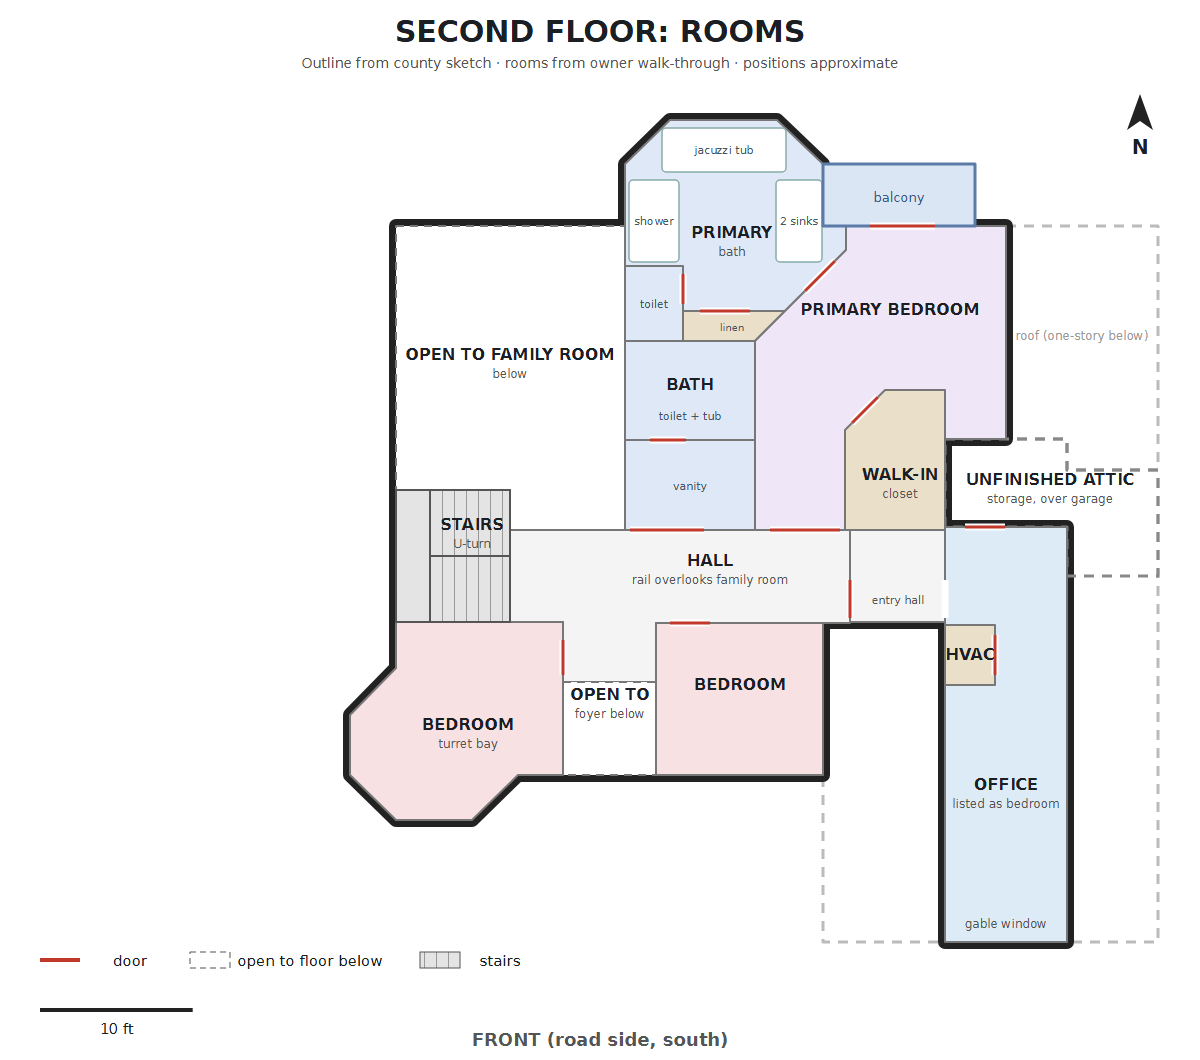 SECOND FLOOR: ROOMS
Outline from county sketch · rooms from owner walk-through · positions approximate
N
jacuzzi tub
balcony
shower
2 sinks
PRIMARY
bath
toilet
PRIMARY BEDROOM
linen
roof (one-story below)
OPEN TO FAMILY ROOM
below
BATH
toilet + tub
WALK-IN
closet
UNFINISHED ATTIC
storage, over garage
vanity
STAIRS
U-turn
HALL
rail overlooks family room
entry hall
HVAC
BEDROOM
OPEN TO
foyer below
BEDROOM
turret bay
OFFICE
listed as bedroom
gable window
door
open to floor below
stairs
10 ft
FRONT (road side, south)